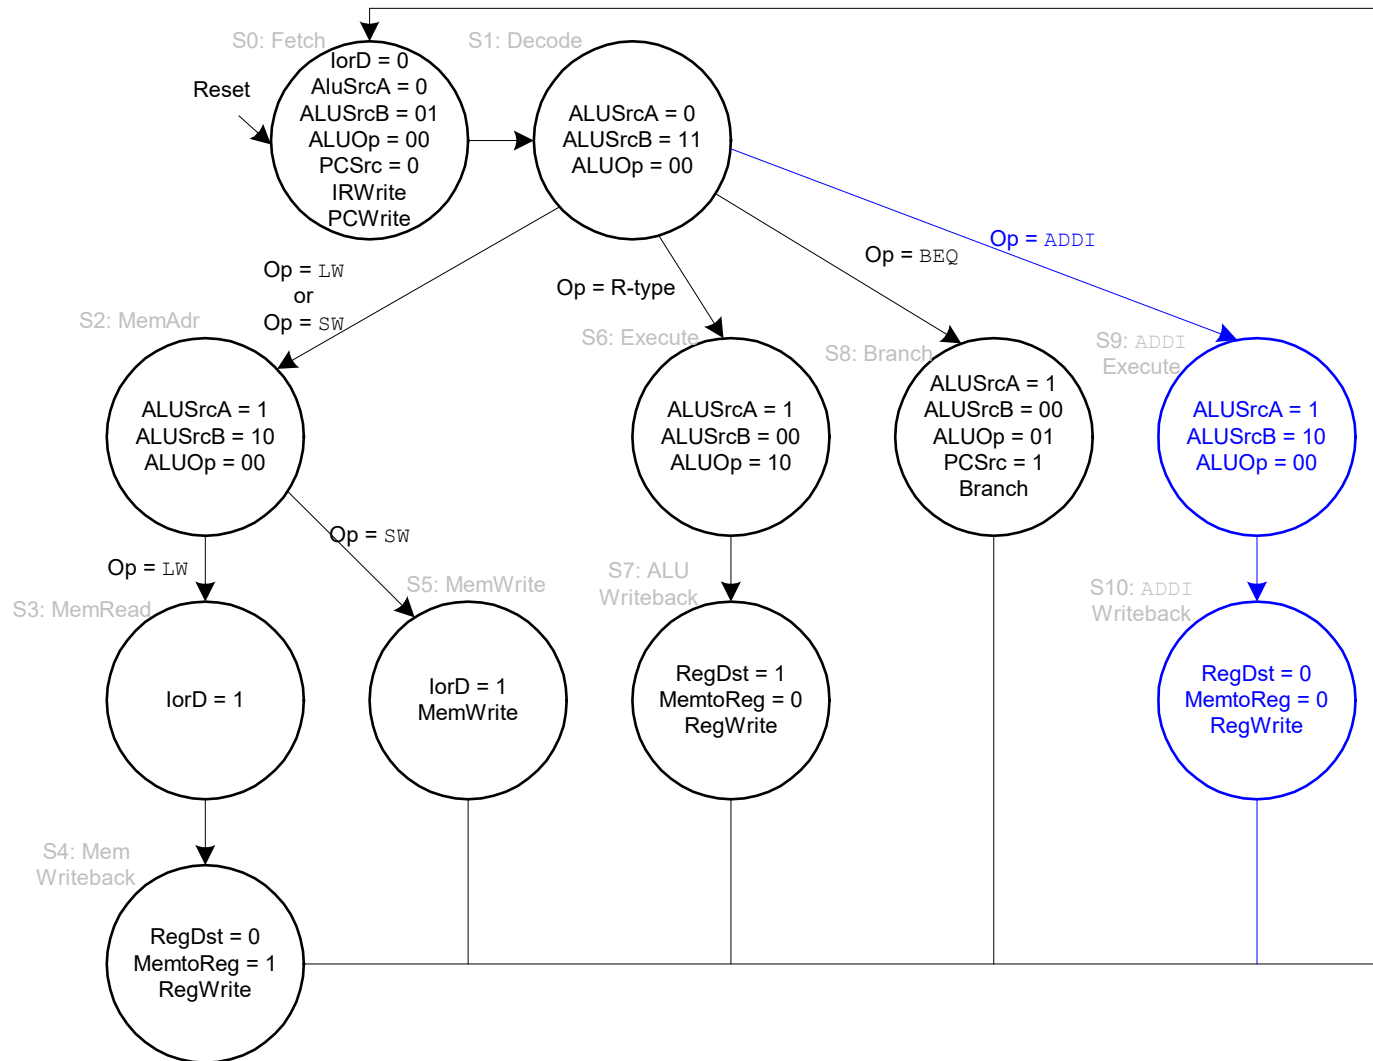 S0: Fetch
IorD = 0
AluSrcA = 0
ALUSrcB = 01
ALUOp = 00
PCSrc = 0
IRWrite
PCWrite
Reset
S1: Decode
ALUSrcA = 0
ALUSrcB = 11
ALUOp = 00
Op = LW
or
Op = SW
Op = R-type
Op = BEQ
Op = ADDI
S2: MemAdr
ALUSrcA = 1
ALUSrcB = 10
ALUOp = 00
S6: Execute
ALUSrcA = 1
ALUSrcB = 00
ALUOp = 10
S8: Branch
ALUSrcA = 1
ALUSrcB = 00
ALUOp = 01
PCSrc = 1
Branch
S9: ADDI
Execute
ALUSrcA = 1
ALUSrcB = 10
ALUOp = 00
Op = LW
Op = SW
S3: MemRead
IorD = 1
S5: MemWrite
IorD = 1
MemWrite
S7: ALU
Writeback
RegDst = 1
MemtoReg = 0
RegWrite
S10: ADDI
Writeback
RegDst = 0
MemtoReg = 0
RegWrite
S4: Mem
Writeback
RegDst = 0
MemtoReg = 1
RegWrite